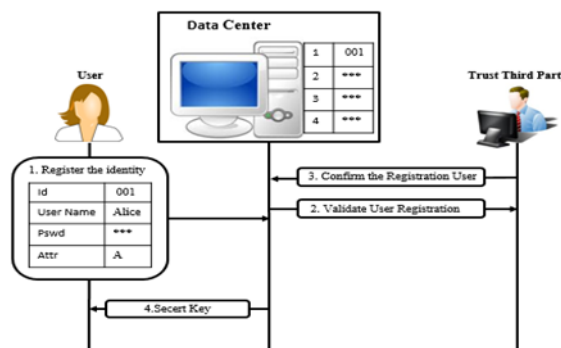 Data Center
1 001
2 ***
3 ***
4 ***
User
Trust Third Part
1. Register the identity
Id 001
User Name Alice
Pswd ***
Attr A
3. Confirm the Registration User
2. Validate User Registration
4.Secert Key